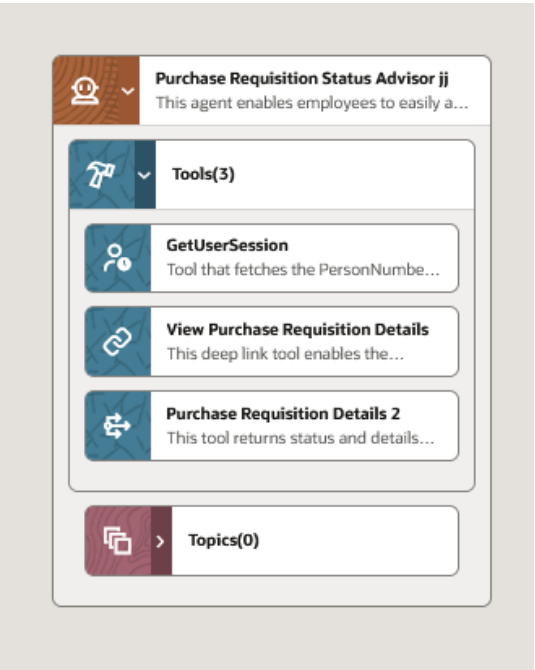 Purchase Requisition Status Advisor jj
This agent enables employees to easily a...
Tools(3)
GetUserSession
Tool that fetches the PersonNumbe...
View Purchase Requisition Details
This deep link tool enables the...
Purchase Requisition Details 2
This tool returns status and details...
Topics(0)